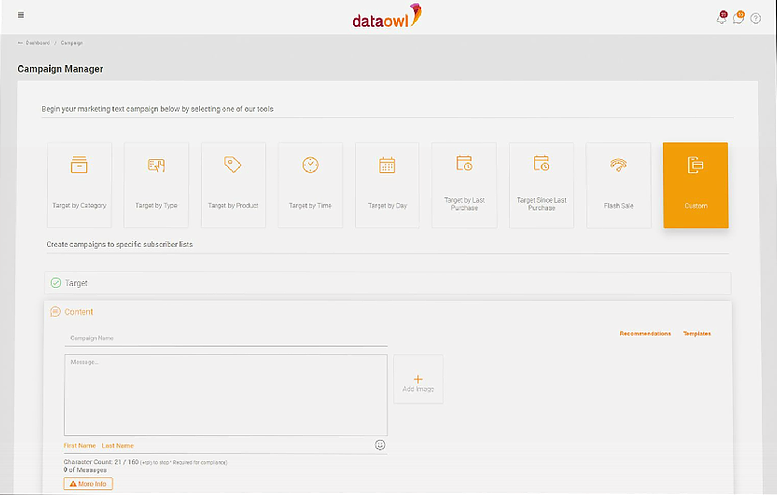 dataowl
Dashboard / Campaign
Campaign Manager
Begin your marketing text campaign below by selecting one of our tools
Target by Category
Target by Type
Target by Product
Target by Time
Target by Day
Target by Last
Purchase
Target Since Last
Purchase
Flash Sale
Custom
Create campaigns to specific subscriber lists
Target
Content
Recommendations Templates
Campaign Name
Message...
Add Image
First Name Last Name
Character Count: 21 / 160 Required for compliance)
0 of Messages
More Info